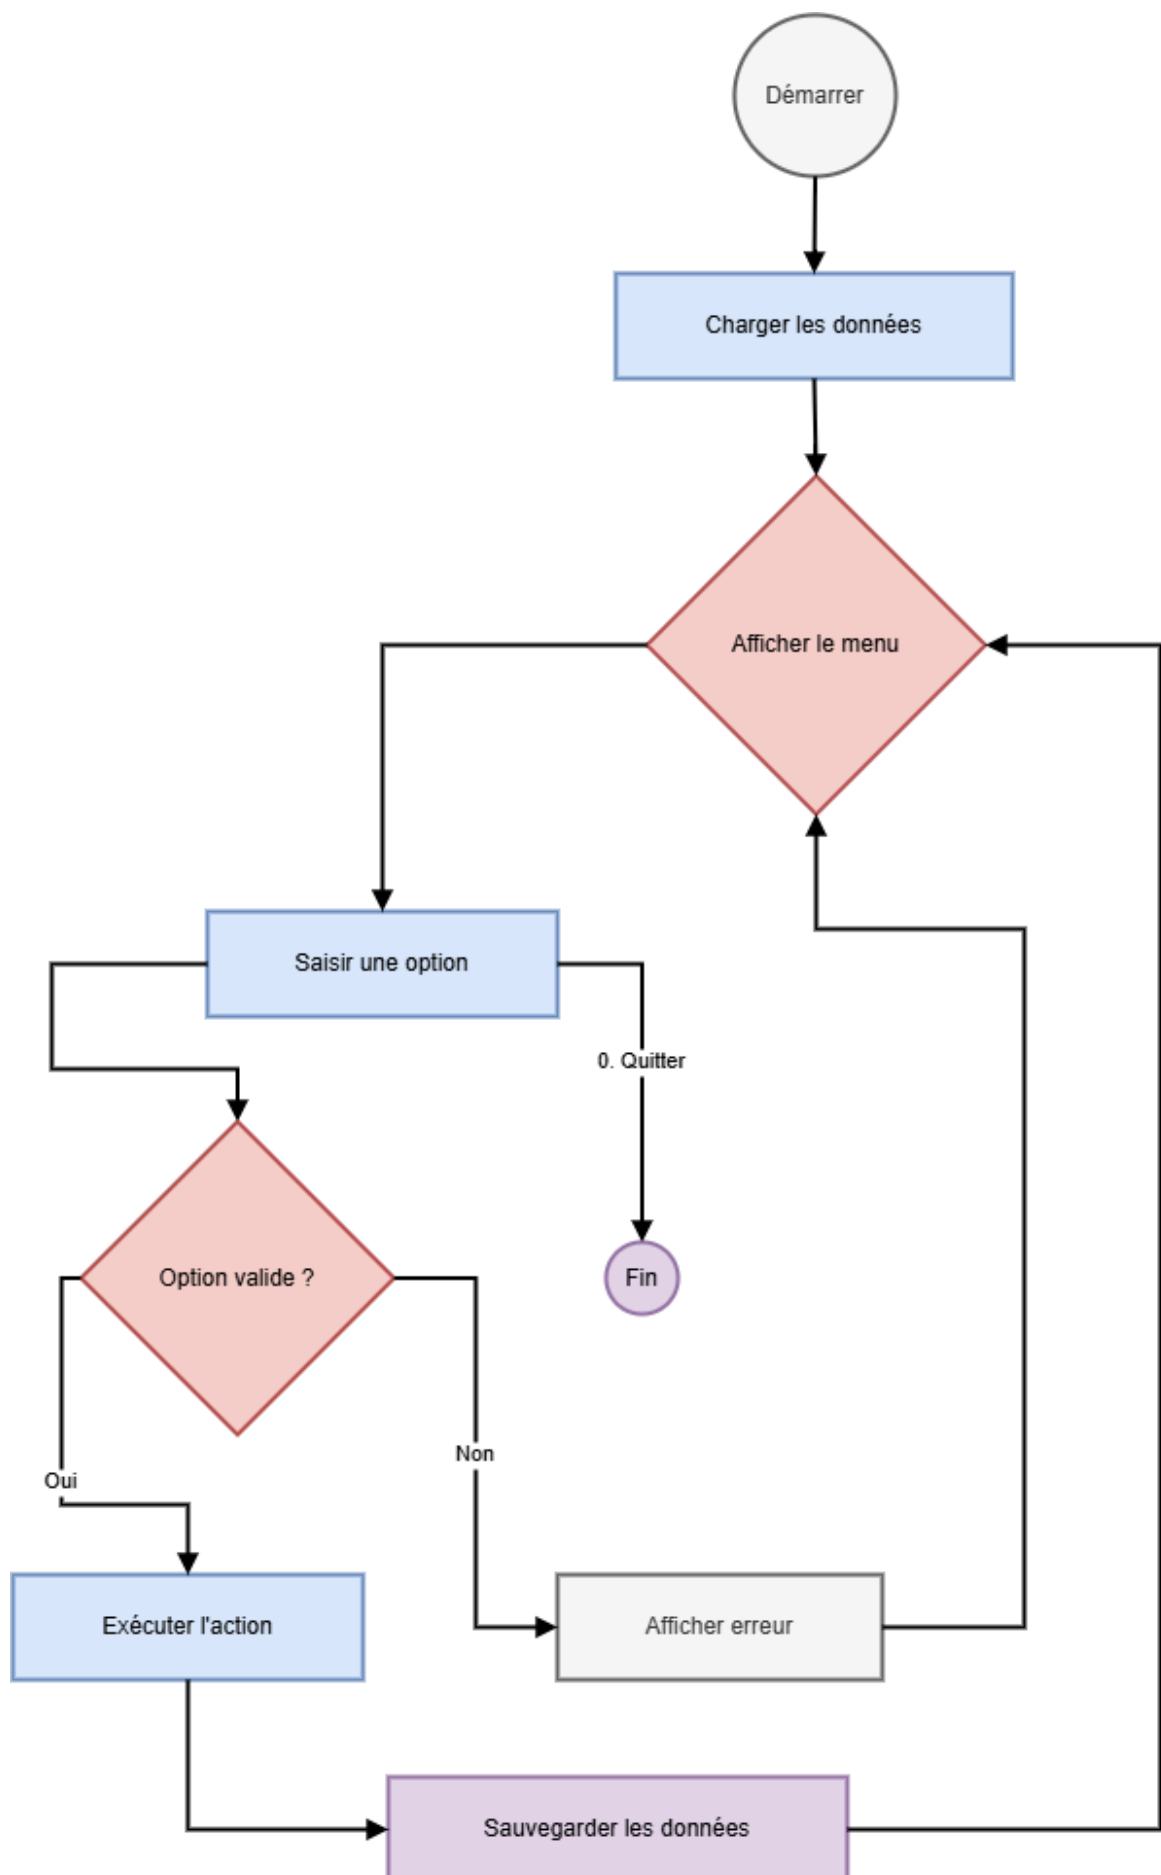 Démarrer
Charger les données
Afficher le menu
Saisir une option
0. Quitter
Option valide ?
Fin
Non
Oui
Exécuter l'action
Afficher erreur
Sauvegarder les données